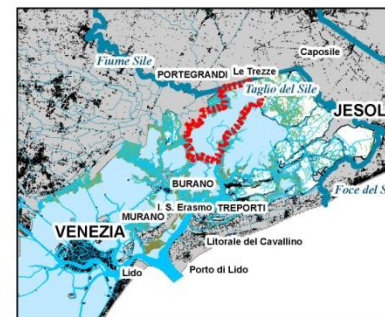 Caposile
Fiume Sile
Le Trezze
PORTEGRANDI
Taglio del Sile
JESOL
BURANO
Foce del S
I. S. Erasmo
TREPORTI
MURANO
VENEZIA
Litorale del Cavallino
Lido
Porto di Lido